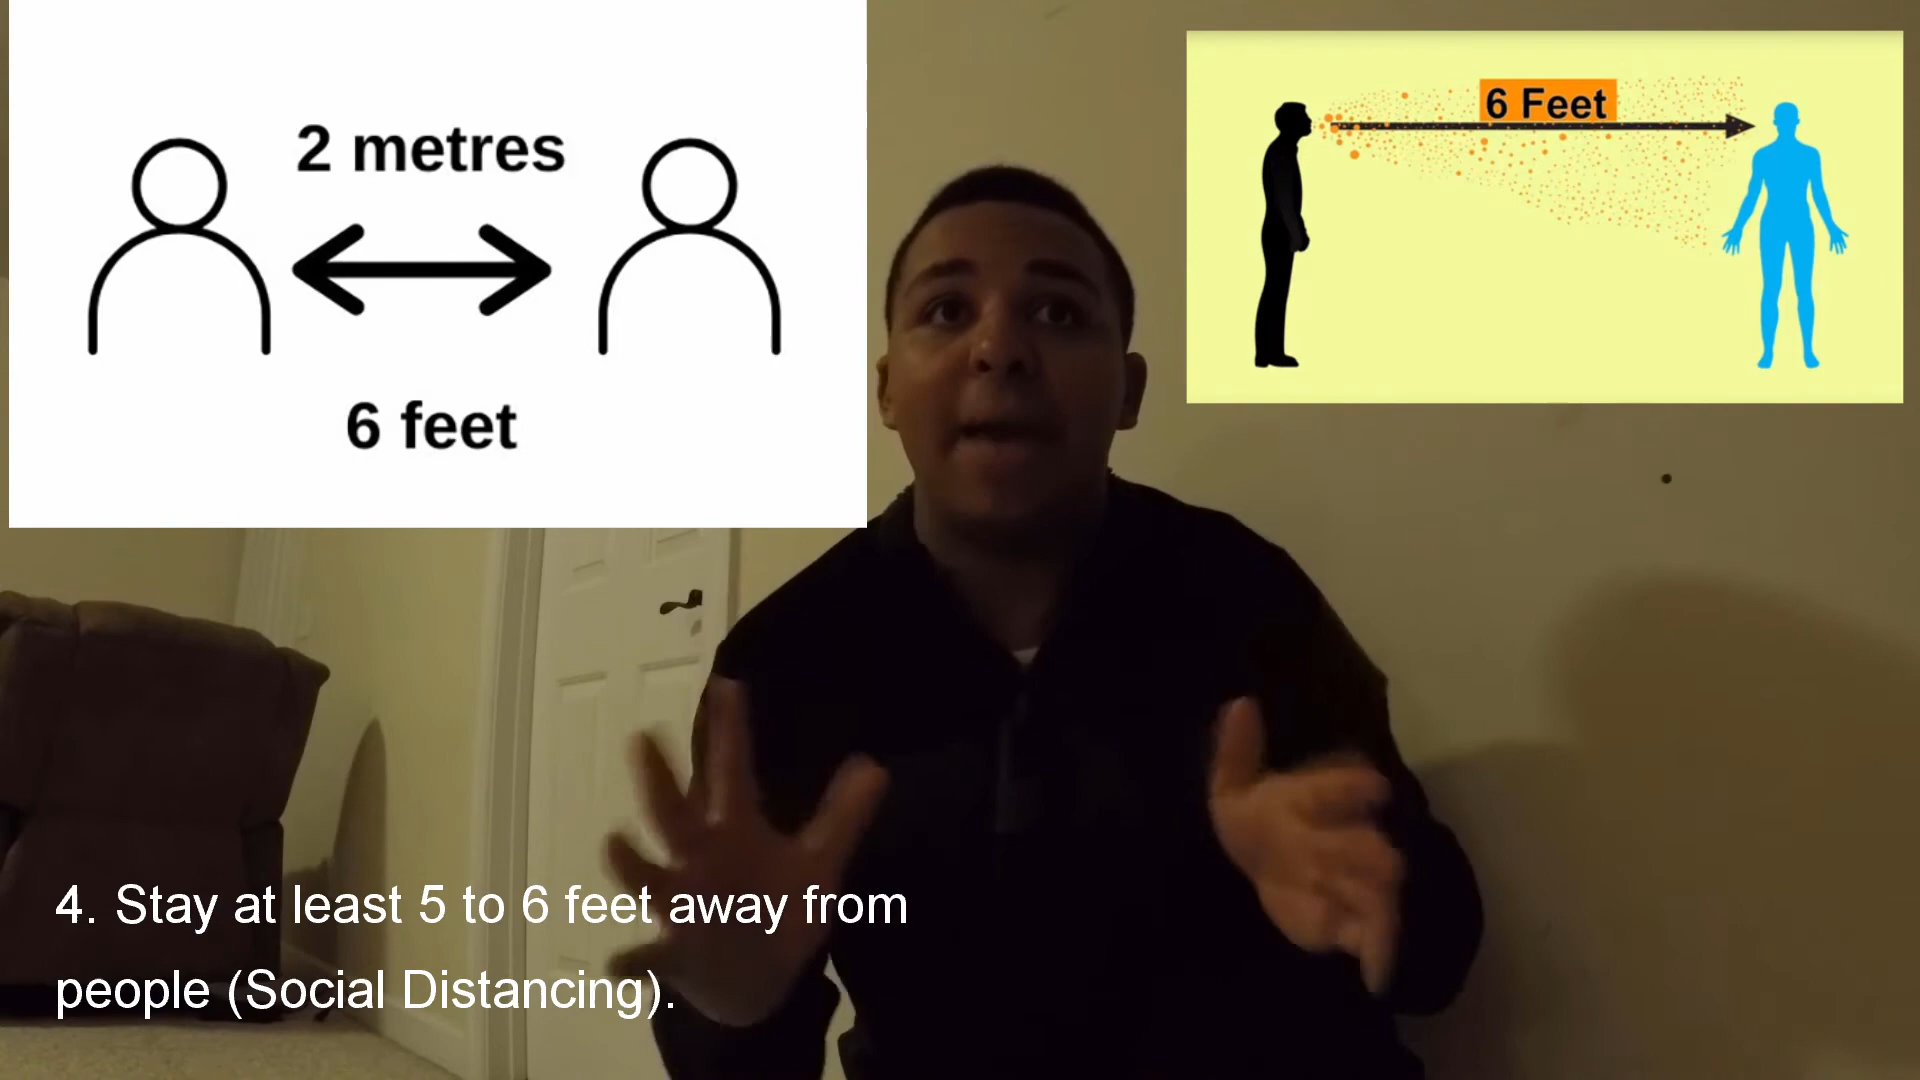 2 metres
6 feet
6 Feet
4. Stay at least 5 to 6 feet away from
people (Social Distancing).